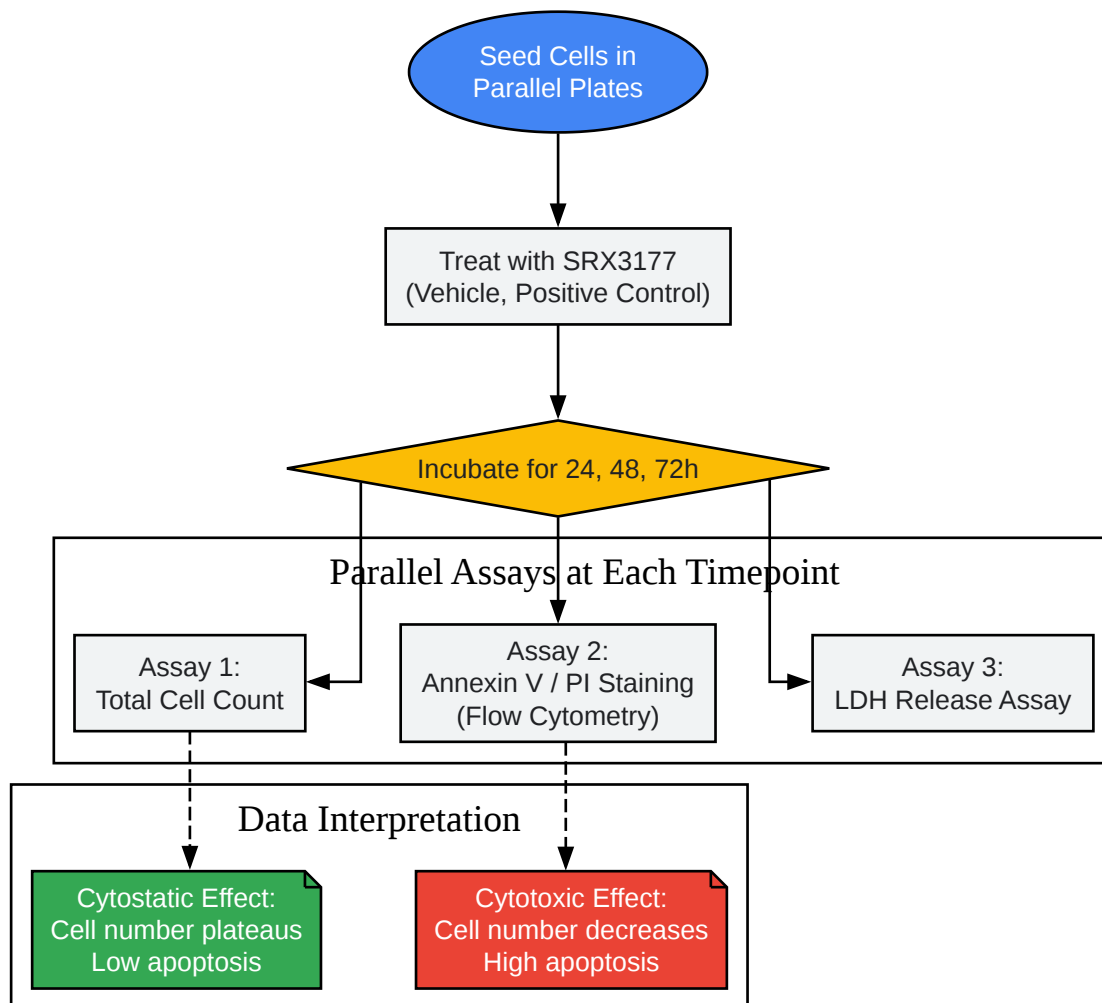 Seed Cells in
Parallel Plates
Treat with SRX3177
(Vehicle, Positive Control)
Incubate for 24, 48, 72h
Parallel Assays at Each Timepoint
Assay 1:
Total Cell Count
Assay 2:
Annexin V / PI Staining
(Flow Cytometry)
Assay 3:
LDH Release Assay
Data Interpretation
Cytostatic Effect:
Cell number plateaus
Low apoptosis
Cytotoxic Effect:
Cell number decreases
High apoptosis